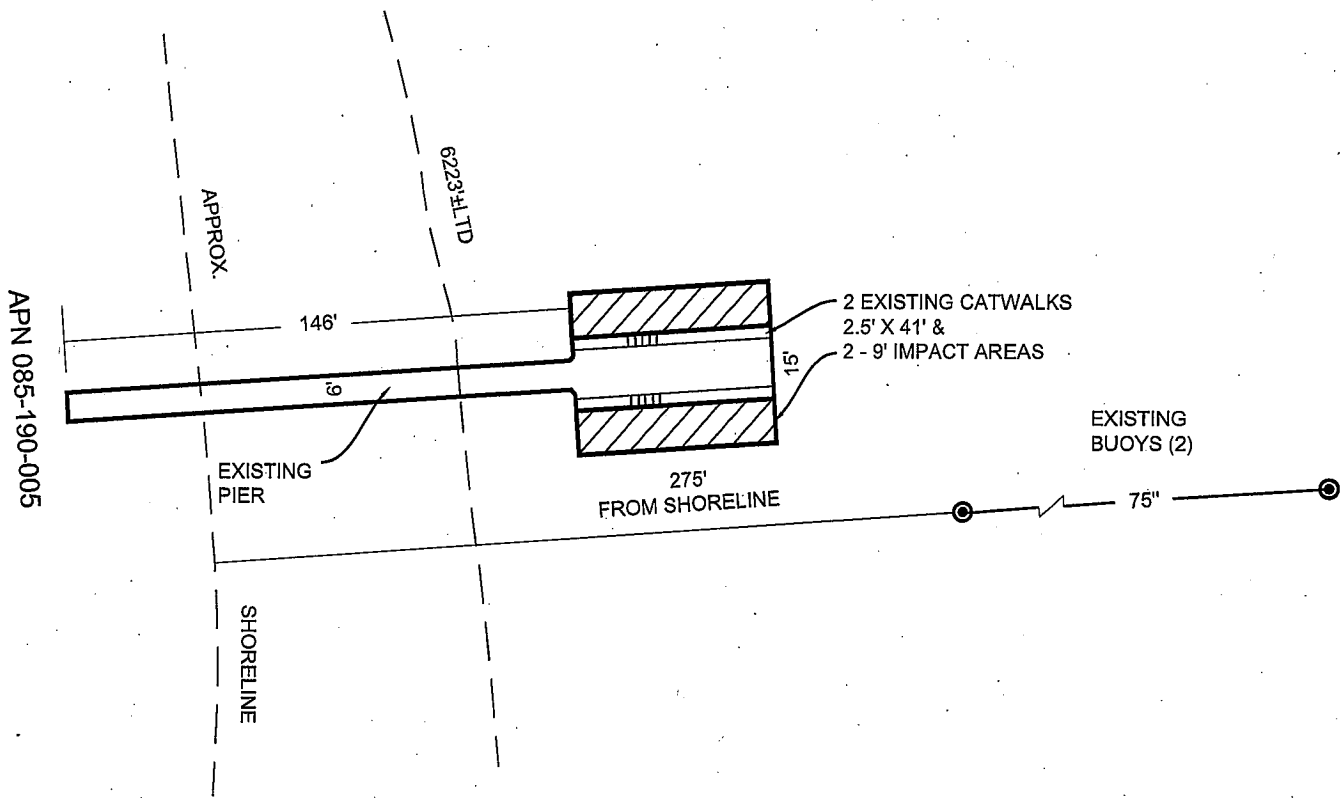 APPROX.
6223'±LTD
146'
2 EXISTING CATWALKS
2.5' X 41' &
2 - 9' IMPACT AREAS
15'
6'
APN 085-190-005
EXISTING
PIER
EXISTING
BUOYS (2)
275'
FROM SHORELINE
75"
SHORELINE